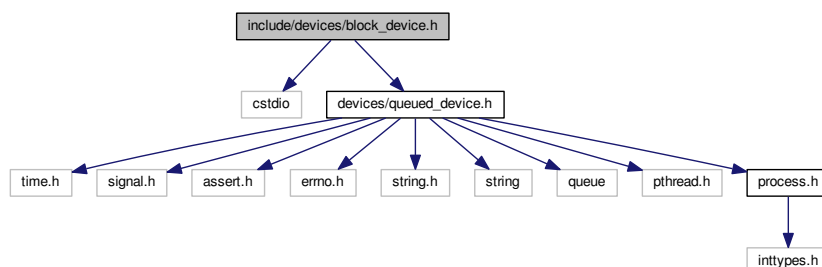 include/devices/block_device.h
cstdio
devices/queued_device.h
time.h
signal.h
assert.h
errno.h
string.h
string
queue
pthread.h
process.h
inttypes.h